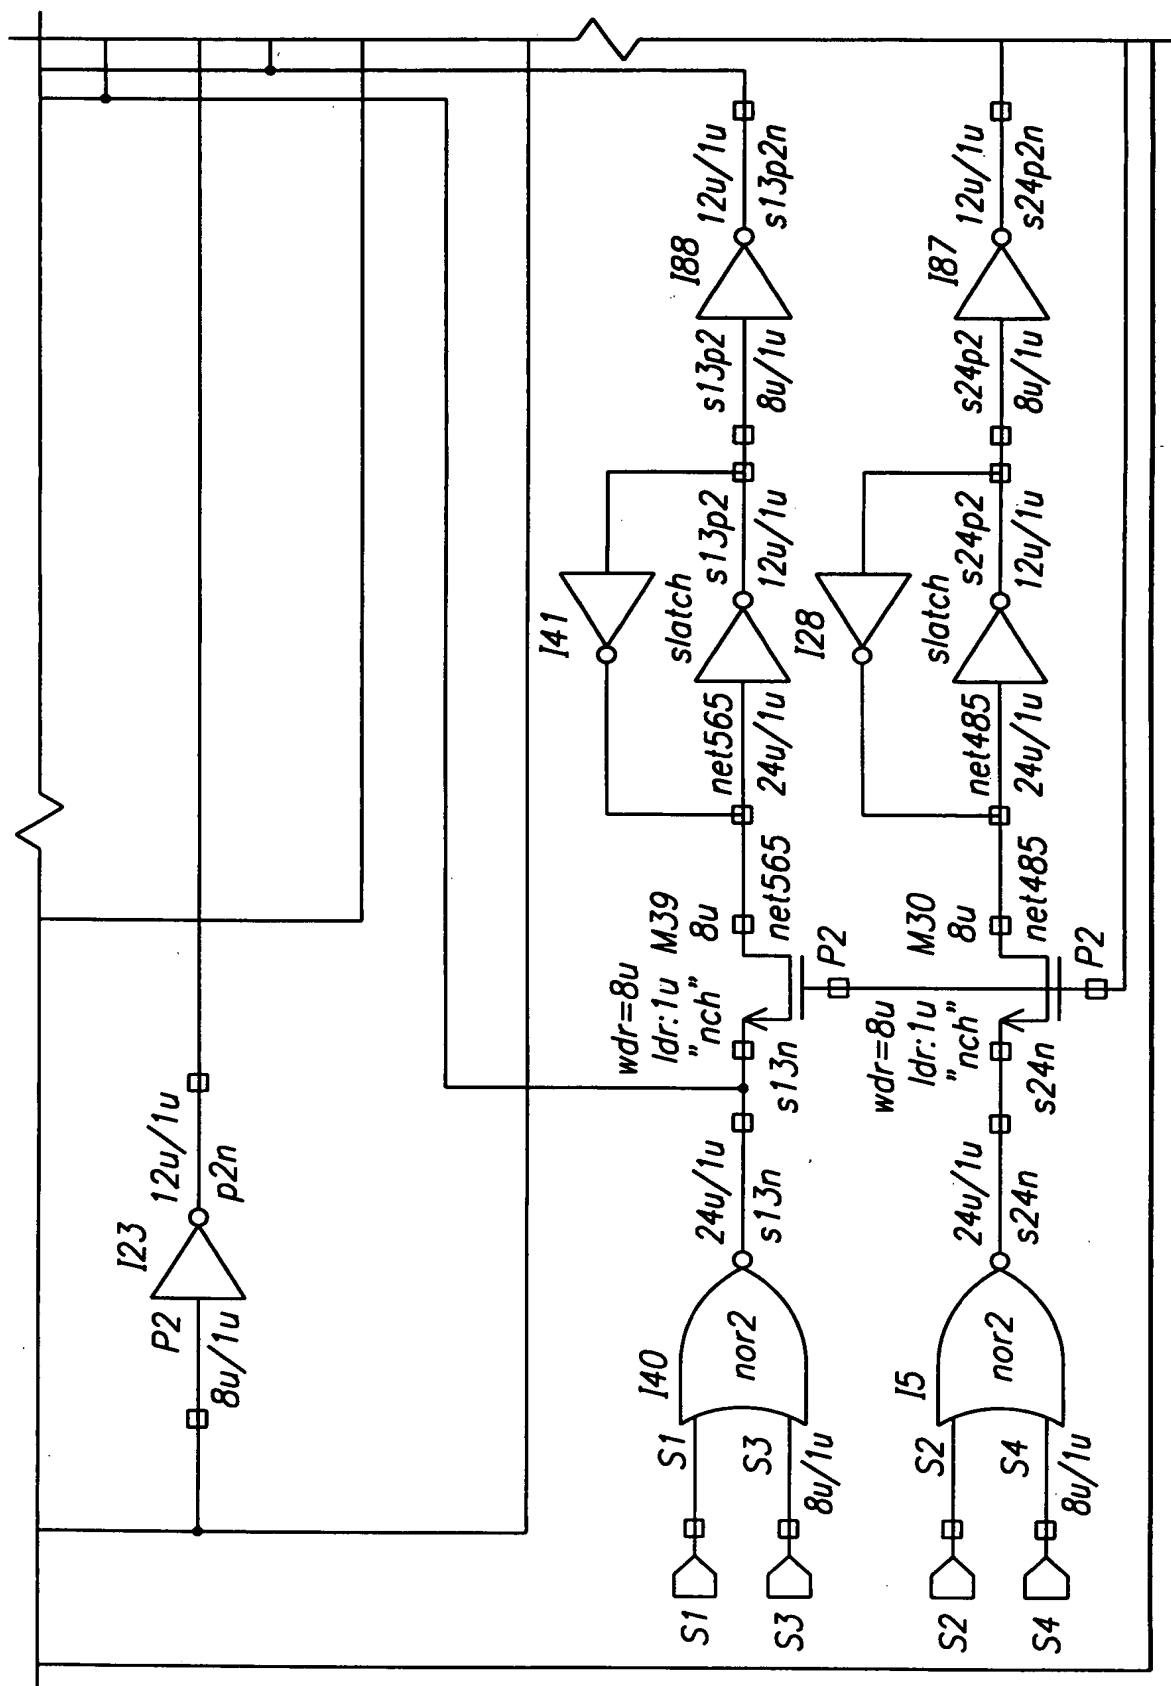 I23
P2
8u/1u
12u/1u
p2n
S1
S3
I40
S1
S3
8u/1u
nor2
24u/1u
s13n
wdr=8u
ldr:1u
"nch"
s13n
M39
8u
P2
net565
net565
24u/1u
I41
slatch
s13p2
12u/1u
s13p2
8u/1u
I88
12u/1u
s13p2n
S2
S4
I5
S2
S4
8u/1u
nor2
24u/1u
s24n
wdr=8u
ldr:1u
"nch"
s24n
M30
8u
P2
net485
net485
24u/1u
I28
slatch
s24p2
12u/1u
s24p2
8u/1u
I87
12u/1u
s24p2n